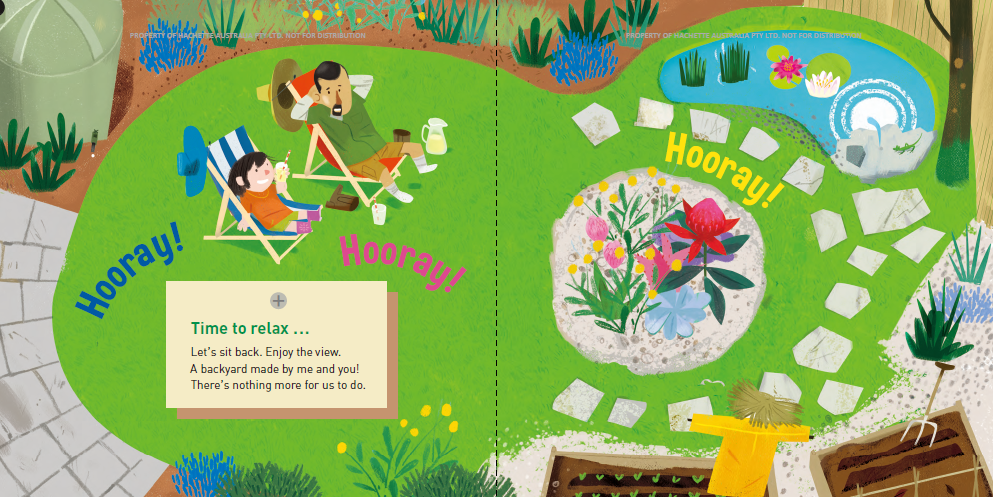 PROPERTY OF HACHETTE AUSTRALIA PTY LTD. NOT FOR DISTRIBUTION
PROPERTY OF HACHETTE AUSTRALIA PTY LTD. NOT FOR DISTRIBUTION
Hooray!
Hooray!
Hooray!
Time to relax ...
Let's sit back. Enjoy the view.
A backyard made by me and you!
There's nothing more for us to do.